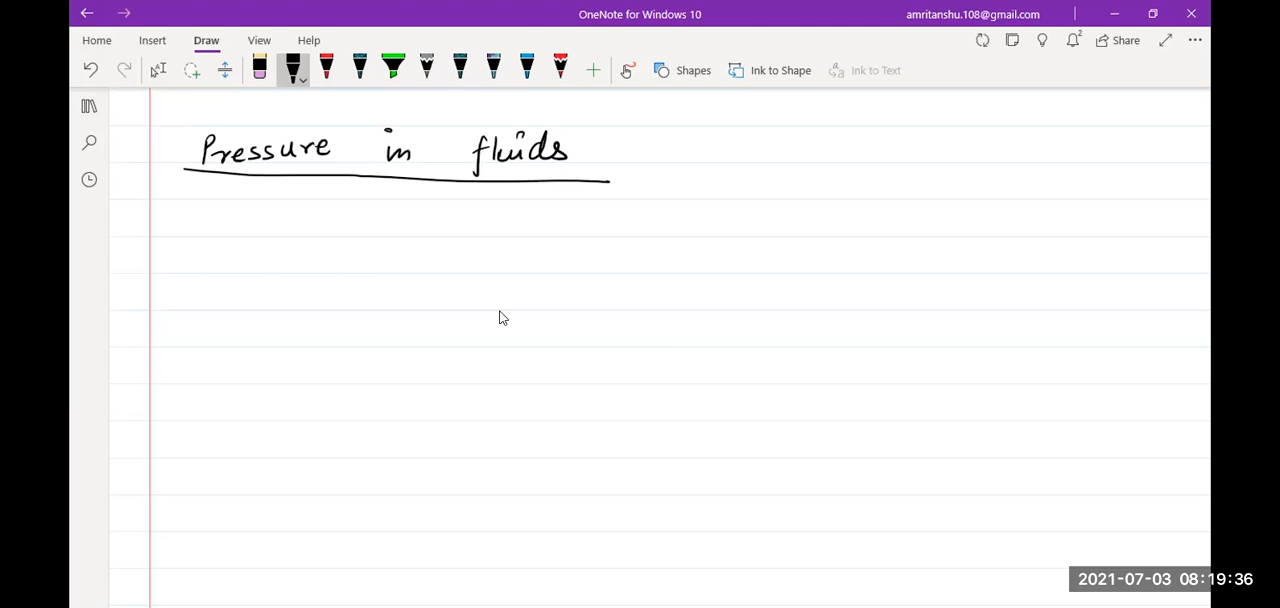 OneNote for Windows 10
amritanshu.108@gmail.com
Home Insert Draw View Help
2 Share
Shapes Ink to Shape Ink to Text
Pressure in fluids
2021-07-03 08:19:36